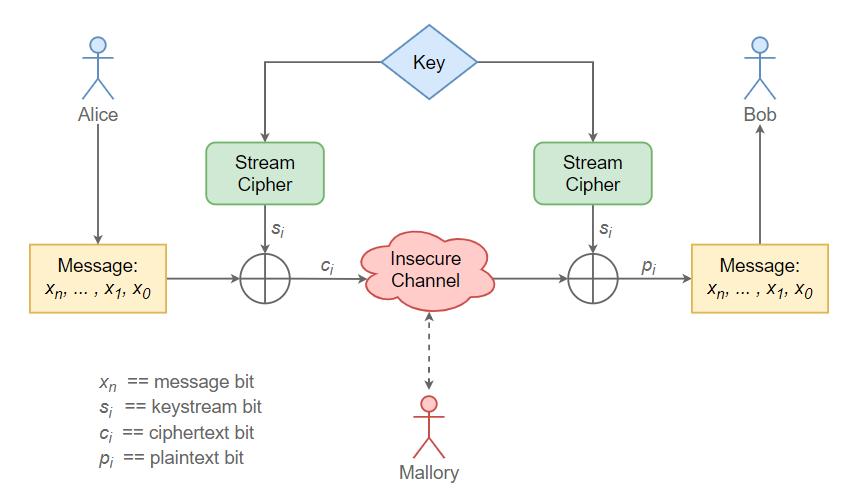 Key
Alice
Bob
Stream
Cipher
Stream
Cipher
s_i
s_i
Message:
x_n, ... , x_1, x_0
c_i
Insecure
Channel
p_i
Message:
x_n, ... , x_1, x_0
x_n == message bit
s_i == keystream bit
c_i == ciphertext bit
p_i == plaintext bit
Mallory